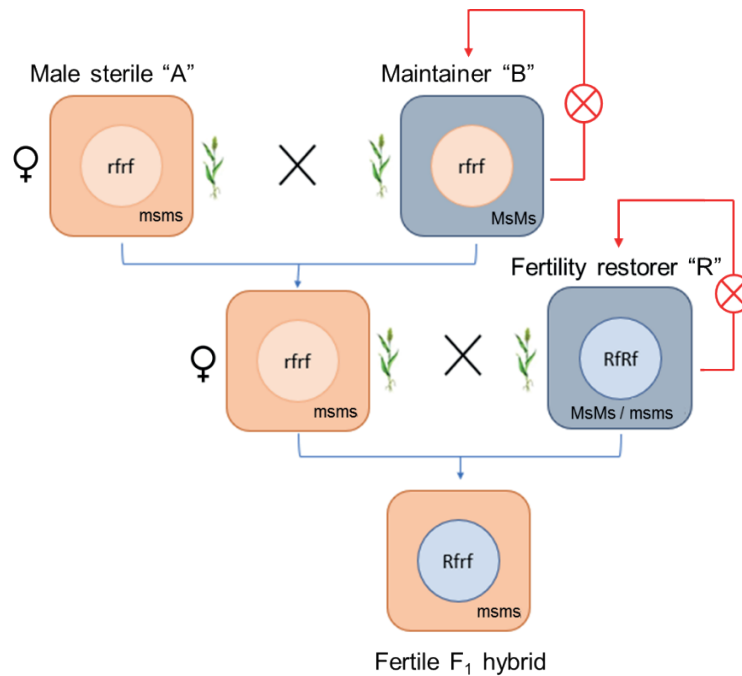 Male sterile “A”
Maintainer “B”
♀
rfrf
msms
rfrf
MsMs
Fertility restorer “R”
♀
rfrf
msms
RfRf
MsMs / msms
Rfrf
msms
Fertile F₁ hybrid